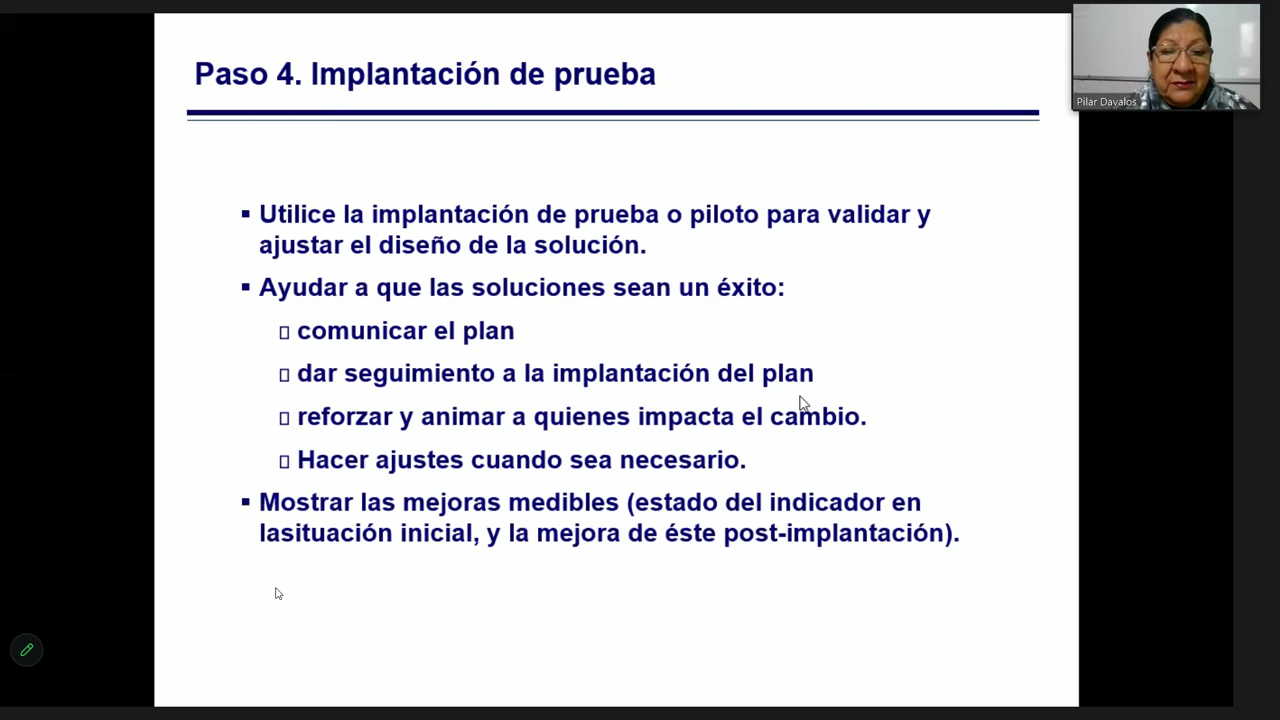 Paso 4. Implantación de prueba
Pilar Davalos
▪ Utilice la implantación de prueba o piloto para validar y
ajustar el diseño de la solución.
▪ Ayudar a que las soluciones sean un éxito:
▯ comunicar el plan
▯ dar seguimiento a la implantación del plan
▯ reforzar y animar a quienes impacta el cambio.
▯ Hacer ajustes cuando sea necesario.
▪ Mostrar las mejoras medibles (estado del indicador en
lasituación inicial, y la mejora de éste post-implantación).